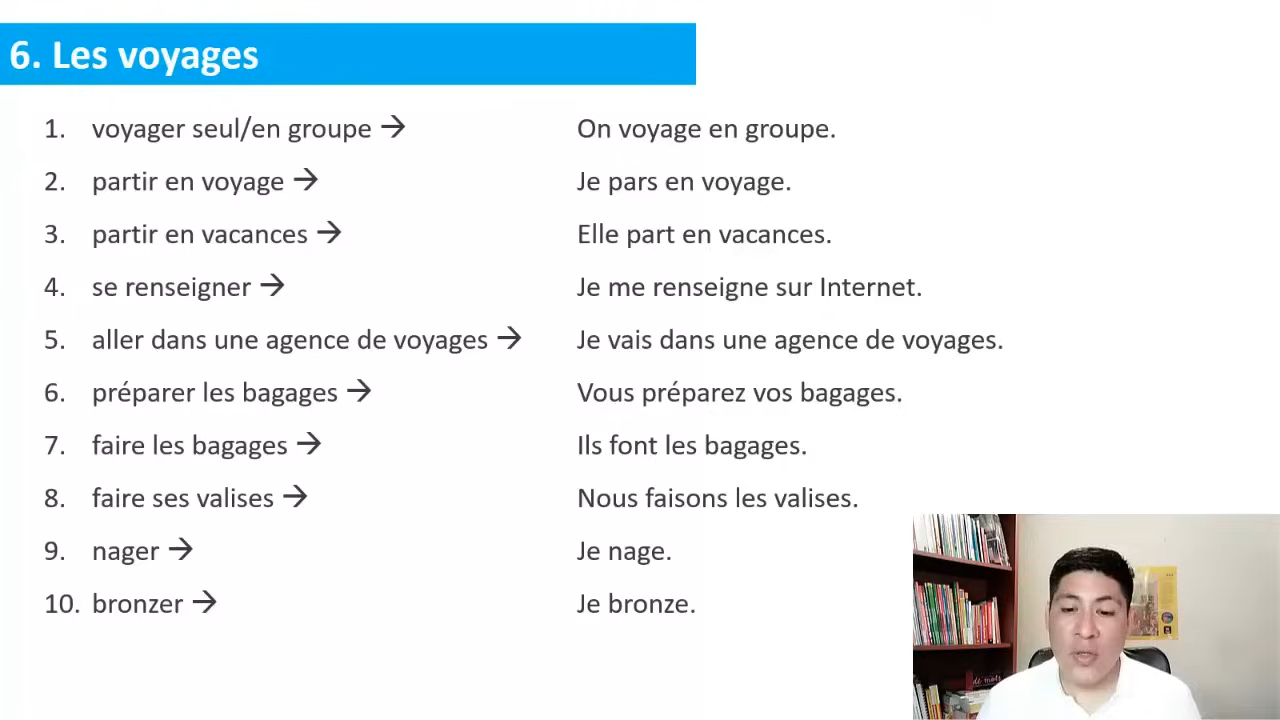 6. Les voyages
1. voyager seul/en groupe → On voyage en groupe.
2. partir en voyage → Je pars en voyage.
3. partir en vacances → Elle part en vacances.
4. se renseigner → Je me renseigne sur Internet.
5. aller dans une agence de voyages → Je vais dans une agence de voyages.
6. préparer les bagages → Vous préparez vos bagages.
7. faire les bagages → Ils font les bagages.
8. faire ses valises → Nous faisons les valises.
9. nager → Je nage.
10. bronzer → Je bronze.
de mots